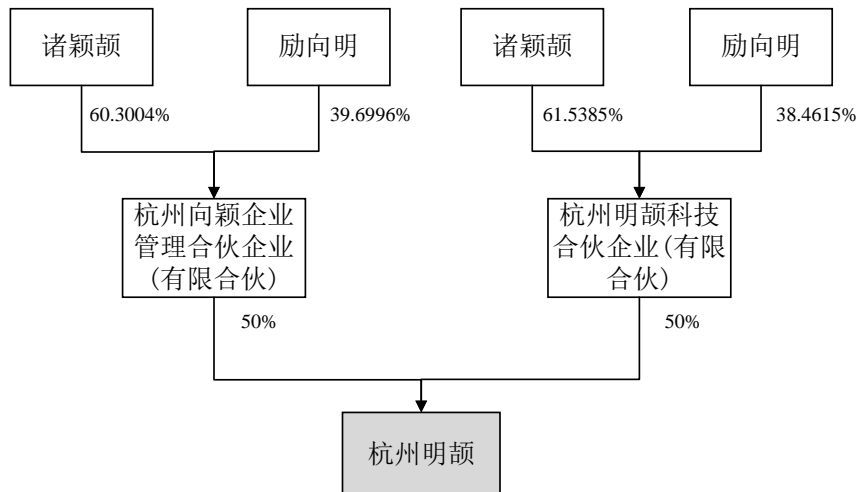 诸颖颉
励向明
诸颖颉
励向明
60.3004%
39.6996%
61.5385%
38.4615%
杭州向颖企业
管理合伙企业
(有限合伙)
杭州明颉科技
合伙企业(有限
合伙)
50%
50%
杭州明颉